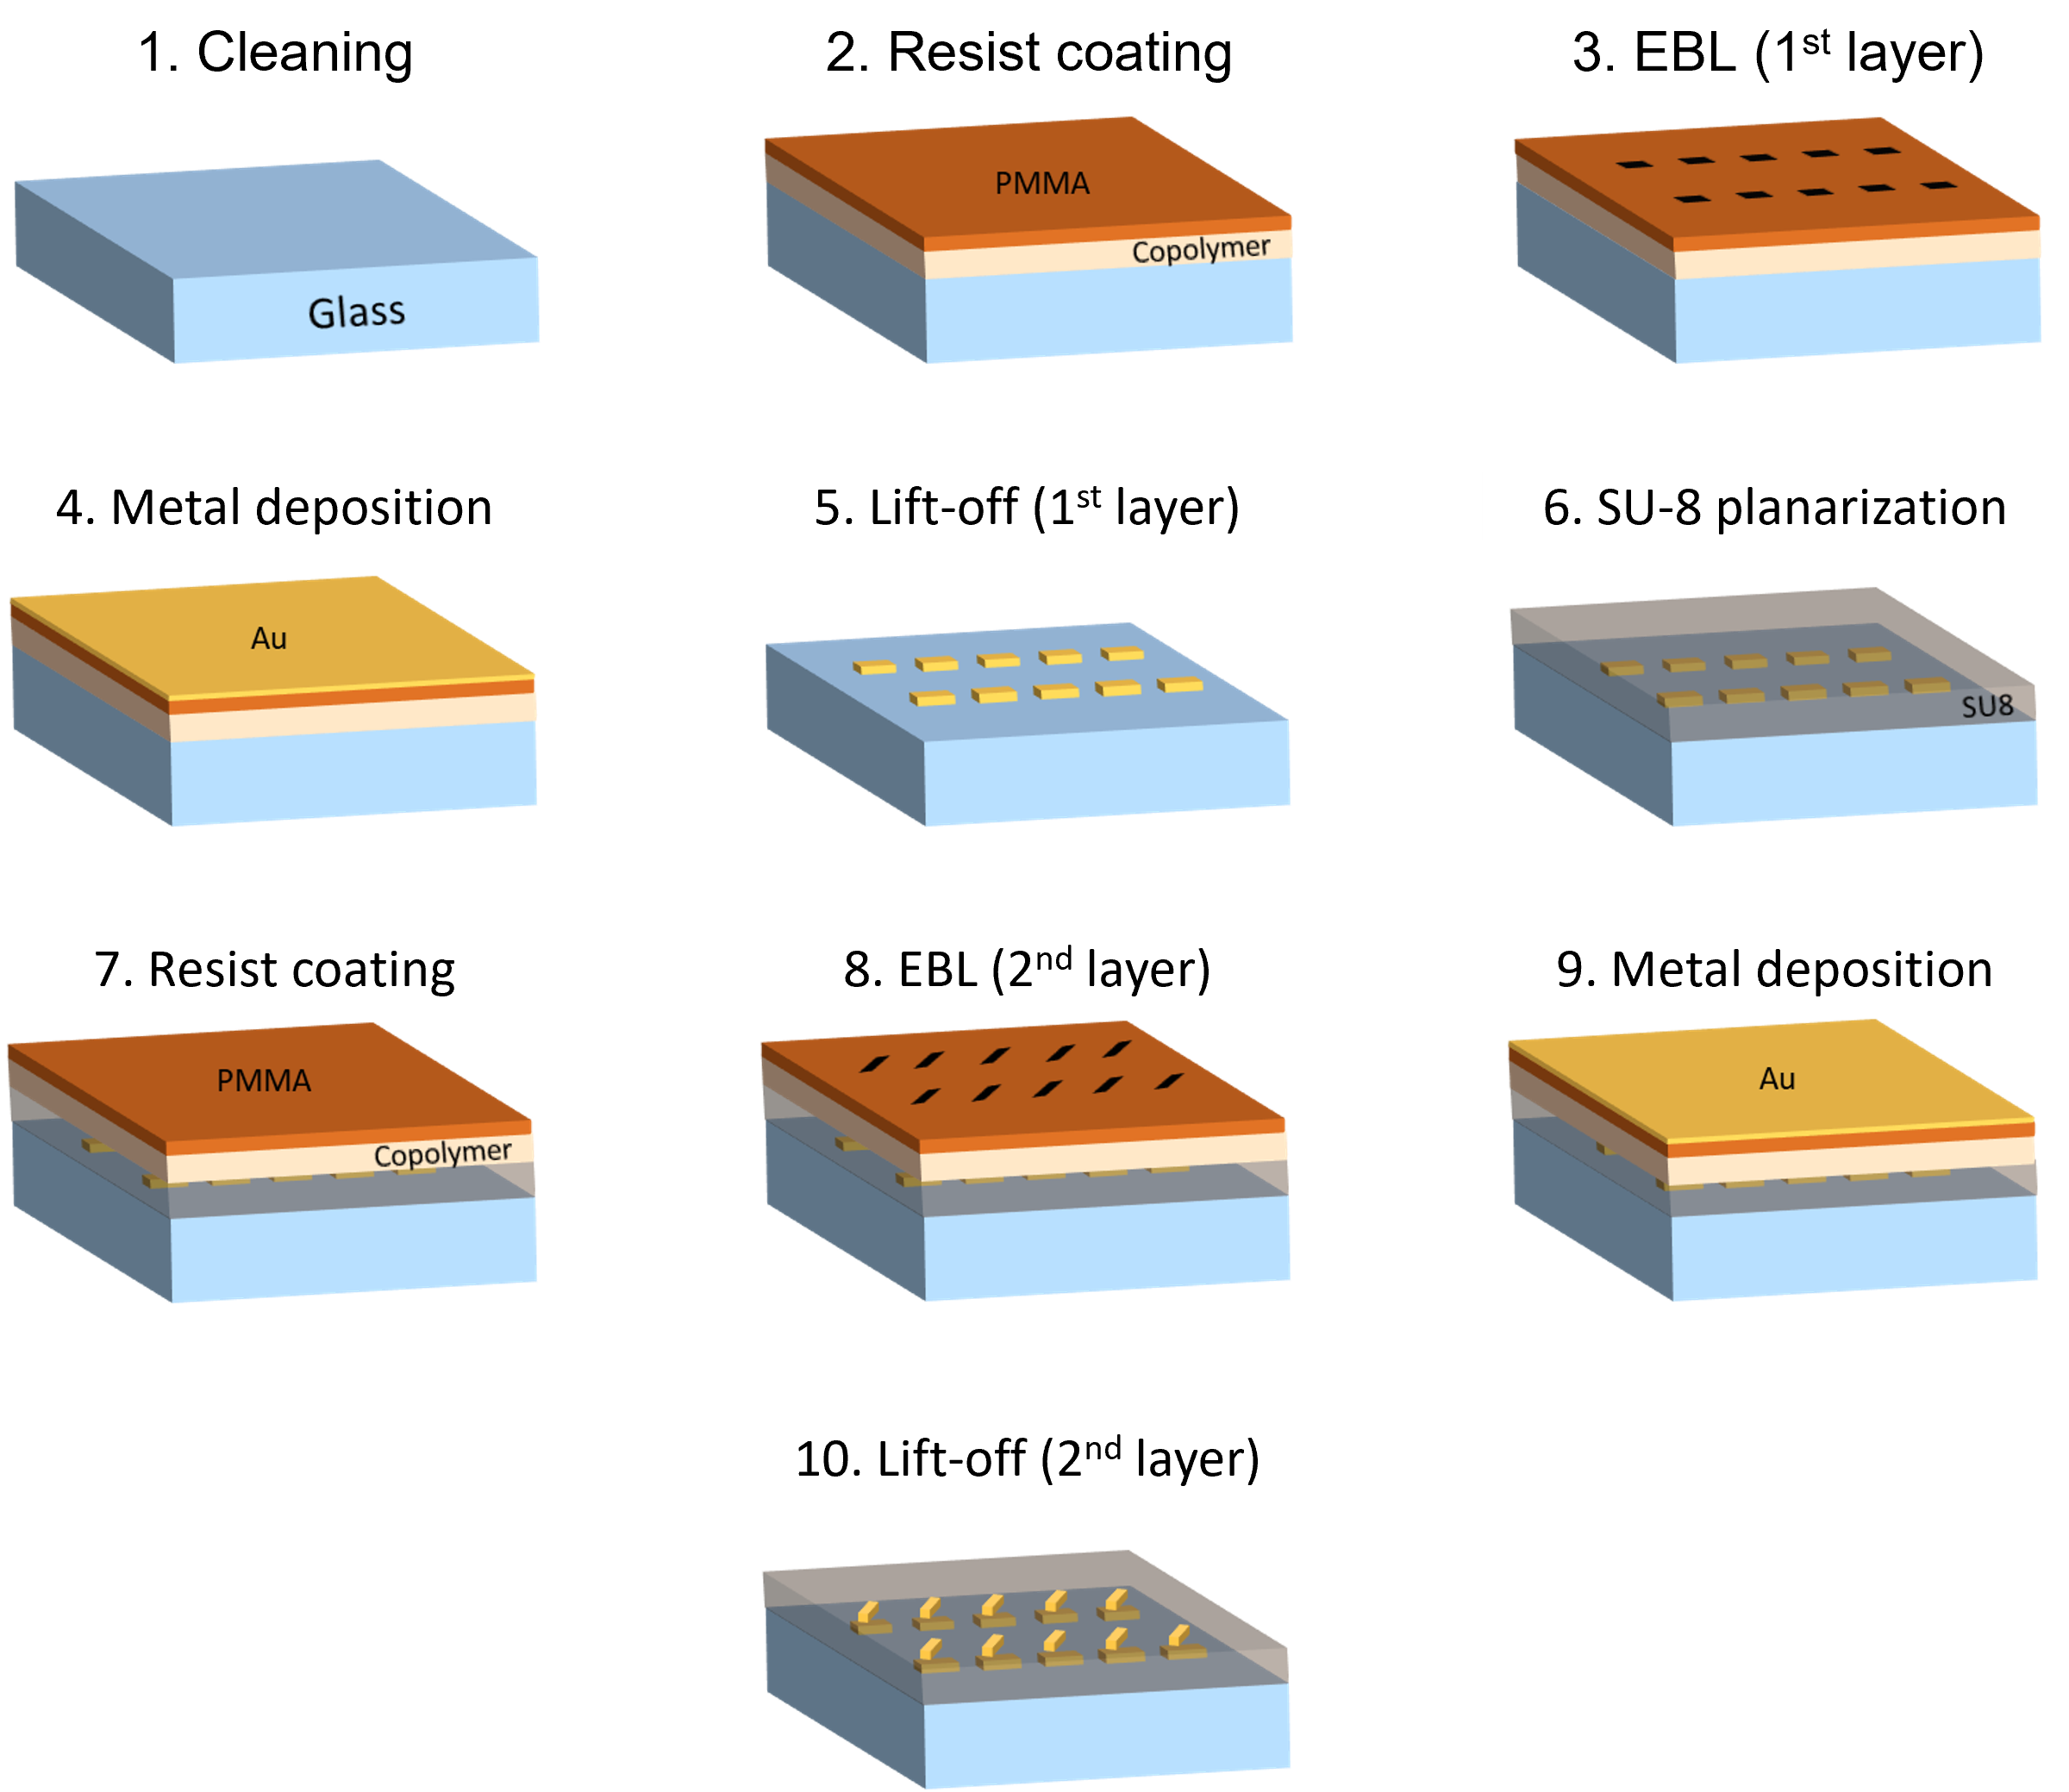 1. Cleaning
2. Resist coating
3. EBL (1st layer)
Glass
PMMA
Copolymer
4. Metal deposition
5. Lift-off (1st layer)
6. SU-8 planarization
Au
SU8
7. Resist coating
8. EBL (2nd layer)
9. Metal deposition
PMMA
Copolymer
Au
10. Lift-off (2nd layer)